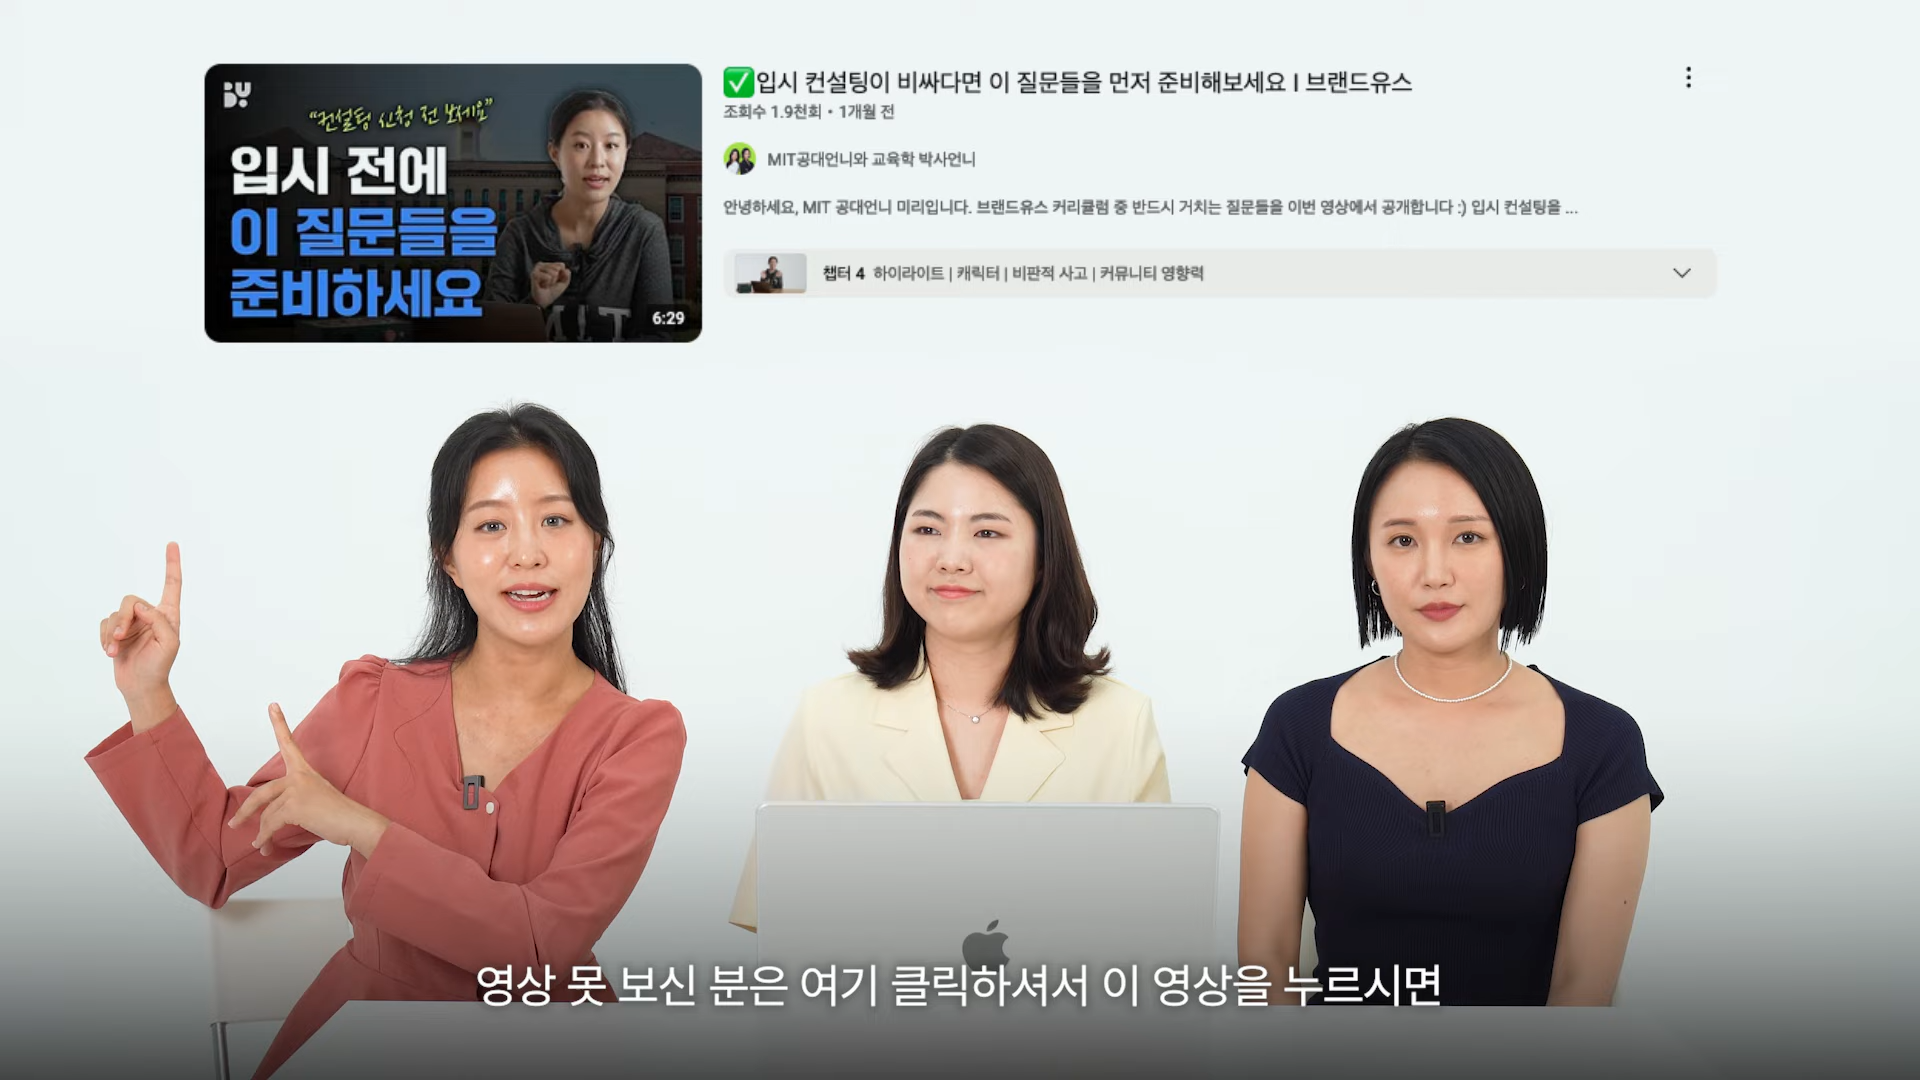 BU
"컨설팅 신청 전 보세요"
입시 전에
이 질문들을
준비하세요
6:29
✅입시 컨설팅이 비싸다면 이 질문들을 먼저 준비해보세요 I 브랜드유스
조회수 1.9천회 • 1개월 전
MIT공대언니와 교육학 박사언니
안녕하세요, MIT 공대언니 미리입니다. 브랜드유스 커리큘럼 중 반드시 거치는 질문들을 이번 영상에서 공개합니다 :) 입시 컨설팅을 ...
챕터 4 하이라이트 | 캐릭터 | 비판적 사고 | 커뮤니티 영향력
영상 못 보신 분은 여기 클릭하셔서 이 영상을 누르시면